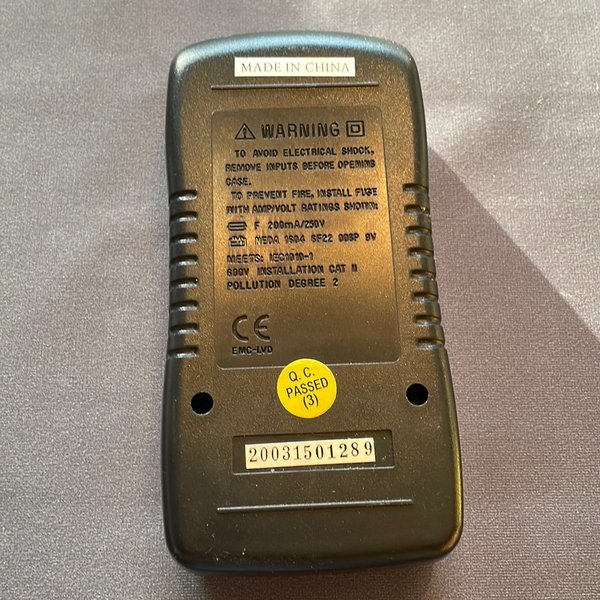 MADE IN CHINA
⚠ WARNING
TO AVOID ELECTRICAL SHOCK,
REMOVE INPUTS BEFORE OPENING
CASE.
TO PREVENT FIRE, INSTALL FUSE
WITH AMP/VOLT RATINGS SHOWN:
F 200mA/250V
NEDA 1604 6F22 006P 9V
MEETS: IEC1010-1
600V INSTALLATION CAT II
POLLUTION DEGREE 2
CE
EMC-LVD
Q.C.
PASSED
(3)
20031501289